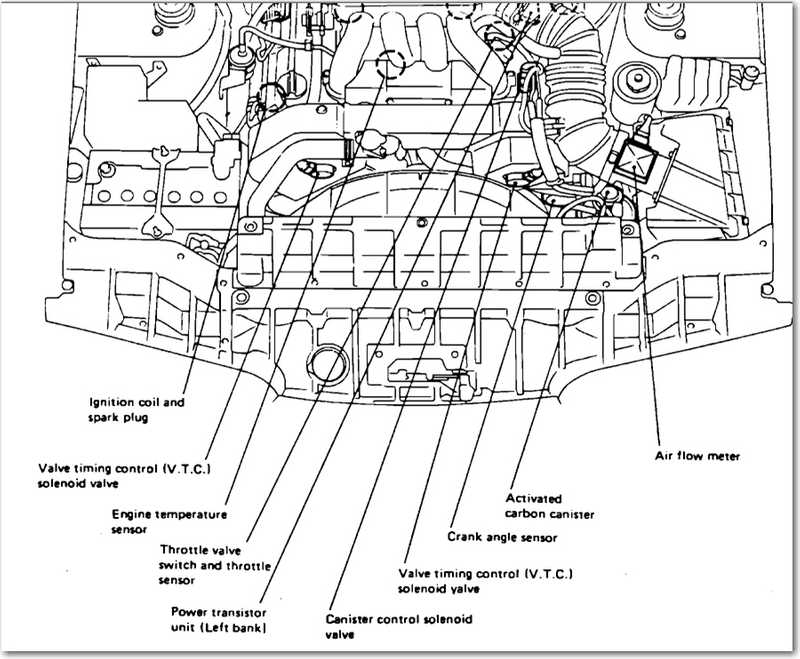 Ignition coil and
spark plug
Valve timing control (V.T.C.)
solenoid valve
Engine temperature
sensor
Throttle valve
switch and throttle
sensor
Power transistor
unit (Left bank)
Canister control solenoid
valve
Valve timing control (V.T.C.)
solenoid valve
Crank angle sensor
Activated
carbon canister
Air flow meter